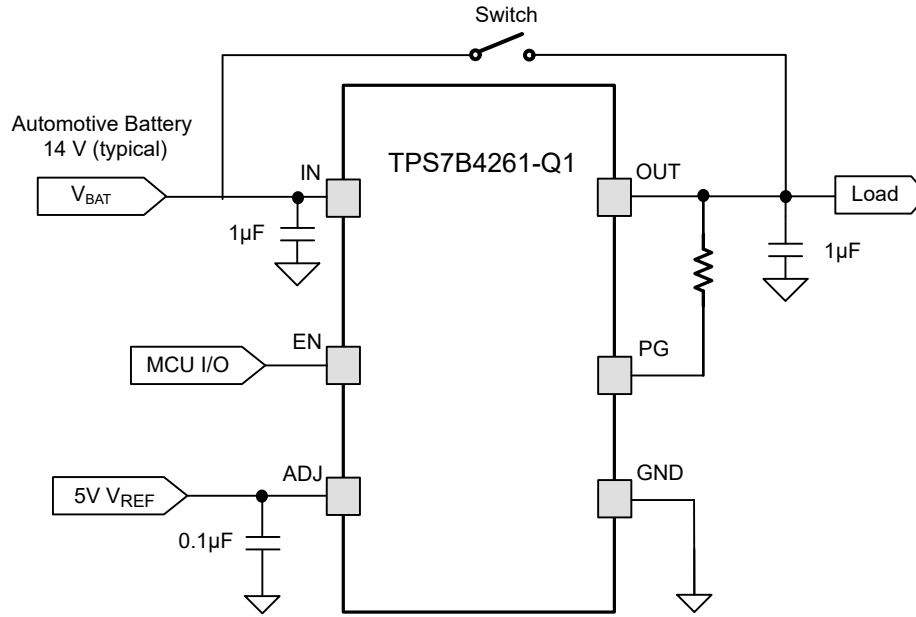 Switch
Automotive Battery
14 V (typical)
TPS7B4261-Q1
IN
OUT
VBAT
Load
1µF
1µF
EN
PG
MCU I/O
ADJ
GND
5V VREF
0.1µF